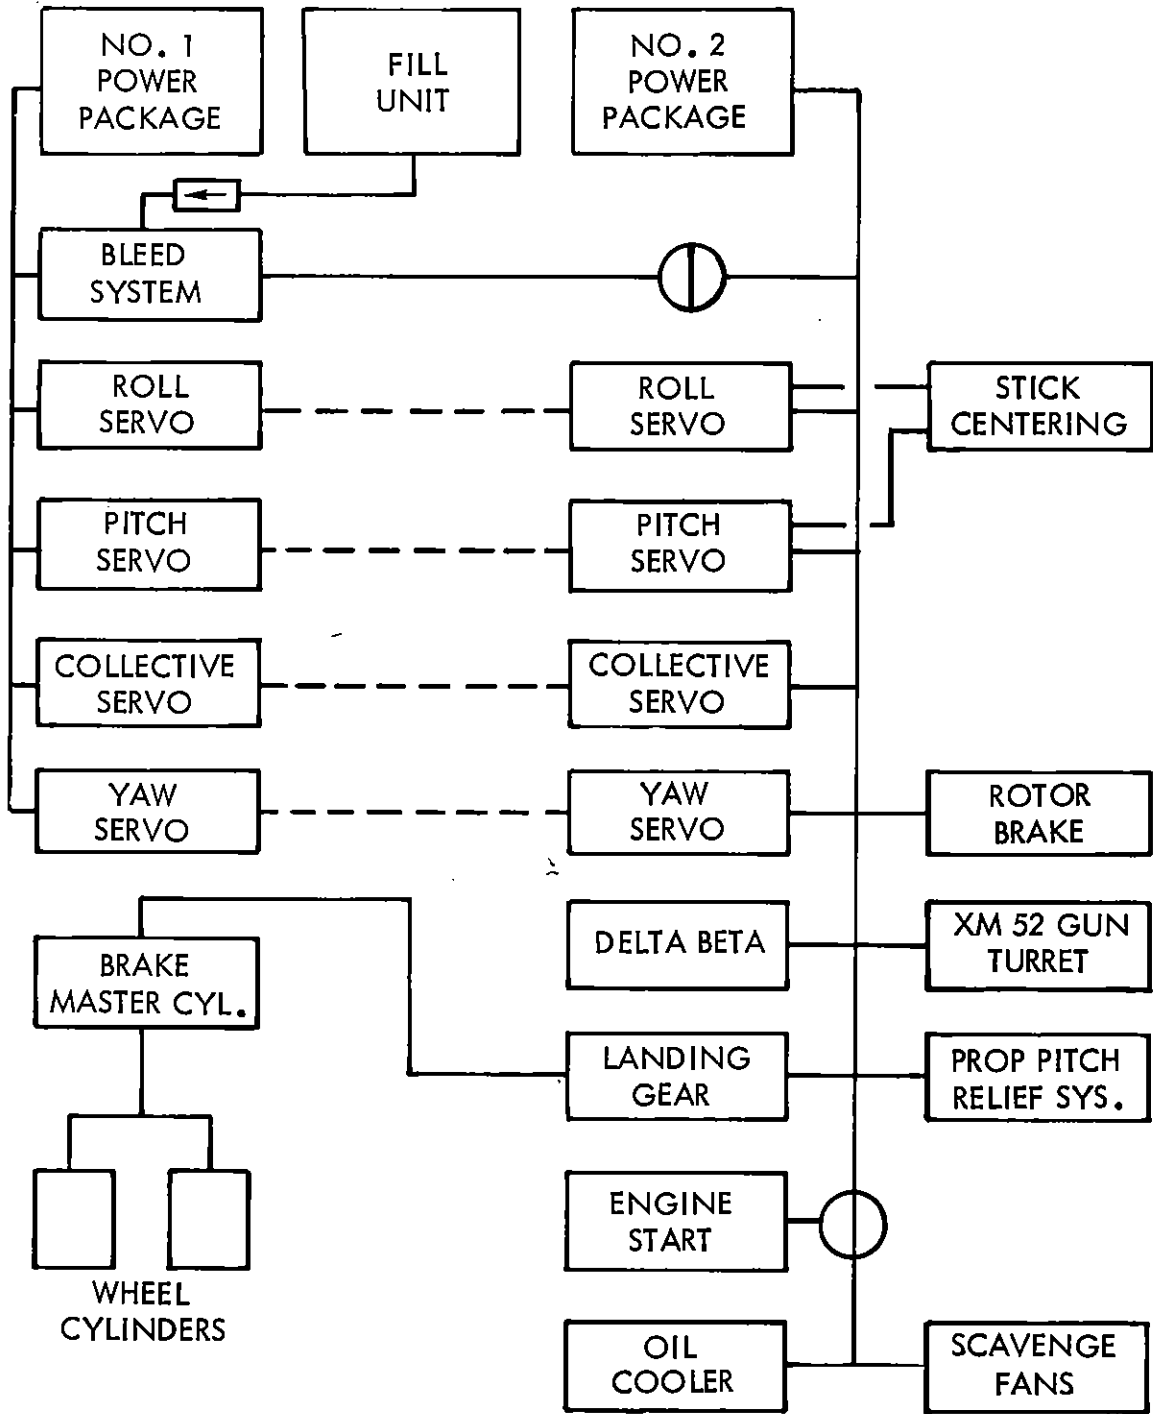 NO. 1
POWER
PACKAGE
FILL
UNIT
NO. 2
POWER
PACKAGE
BLEED
SYSTEM
ROLL
SERVO
ROLL
SERVO
STICK
CENTERING
PITCH
SERVO
PITCH
SERVO
COLLECTIVE
SERVO
COLLECTIVE
SERVO
YAW
SERVO
YAW
SERVO
ROTOR
BRAKE
BRAKE
MASTER CYL.
DELTA BETA
XM 52 GUN
TURRET
LANDING
GEAR
PROP PITCH
RELIEF SYS.
ENGINE
START
WHEEL
CYLINDERS
OIL
COOLER
SCAVENGE
FANS